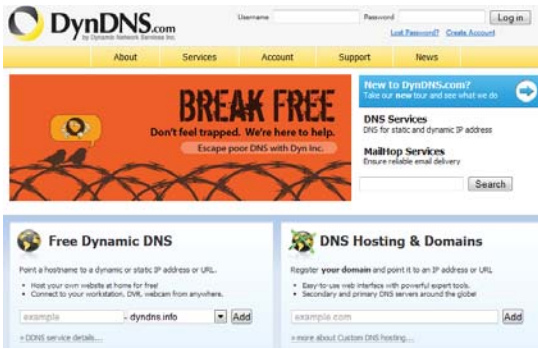 DynDNS.com
by Dynamic Network Services Inc.
Username
Password
Log in
Lost Password? Create Account
About Services Account Support News
BREAK FREE
Don't feel trapped. We're here to help.
Escape poor DNS with Dyn Inc.
New to DynDNS.com?
Take our new tour and see what we do
DNS Services
DNS for static and dynamic IP address
MailHop Services
Ensure reliable email delivery
Search
Free Dynamic DNS
Point a hostname to a dynamic or static IP address or URL.
• Host your own website at home for free!
• Connect to your workstation, DVR, webcam from anywhere.
example - dyndns.info Add
» DDNS service details...
DNS Hosting & Domains
Register your domain and point it to an IP address or URL
• Easy-to-use web interface with powerful expert tools.
• Secondary and primary DNS servers around the globe!
example.com Add
» more about Custom DNS hosting...